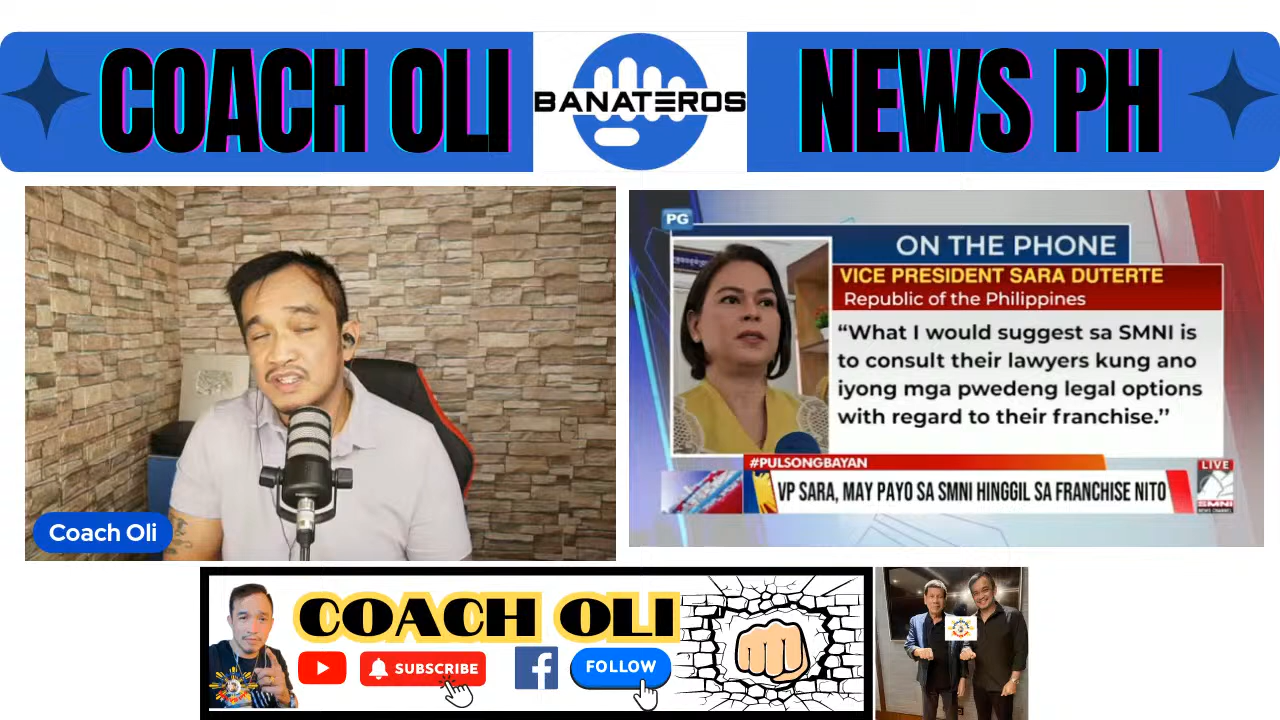 COACH OLI
BANATEROS
NEWS PH
PG
ON THE PHONE
VICE PRESIDENT SARA DUTERTE
Republic of the Philippines
“What I would suggest sa SMNI is
to consult their lawyers kung ano
iyong mga pwedeng legal options
with regard to their franchise.’’
#PULSONGBAYAN
VP SARA, MAY PAYO SA SMNI HINGGIL SA FRANCHISE NITO
LIVE
SMNI
NEWS CHANNEL
Coach Oli
COACH OLI
SUBSCRIBE
FOLLOW